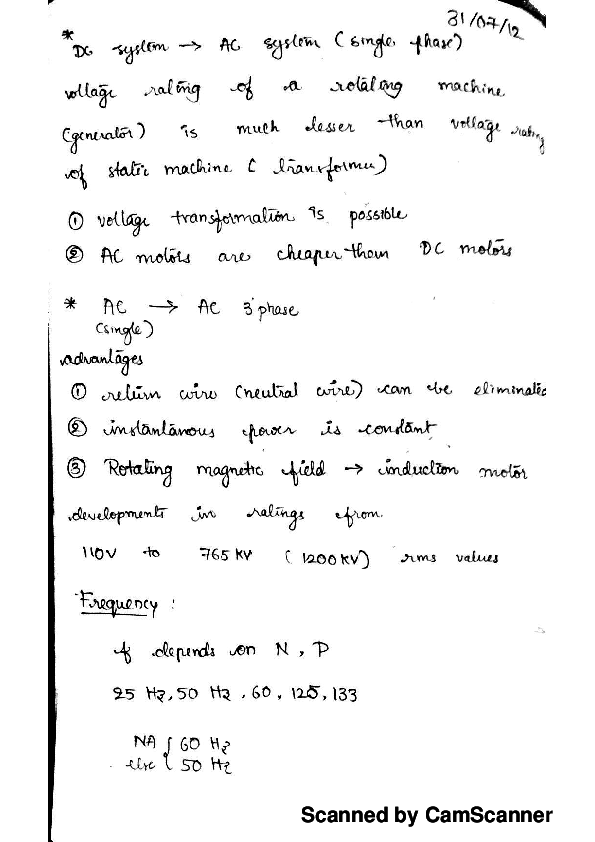 31/07/12
* DC system → AC system (single phase)
voltage rating of a rotating machine
(generator) is much lesser than voltage rating
of static machine ( transformer)
① voltage transformation is possible
② AC motors are cheaper than DC motors
* AC → AC 3 phase
(single)
advantages
① return wire (neutral wire) can be eliminated
② instantanous power is constant
③ Rotating magnetic field → induction motor
developments in ratings from
110V to 765 KV ( 1200 KV) rms values
Frequency :
f depends on N , P
25 Hz, 50 Hz , 60 , 125, 133
NA { 60 Hz
else { 50 Hz
Scanned by CamScanner